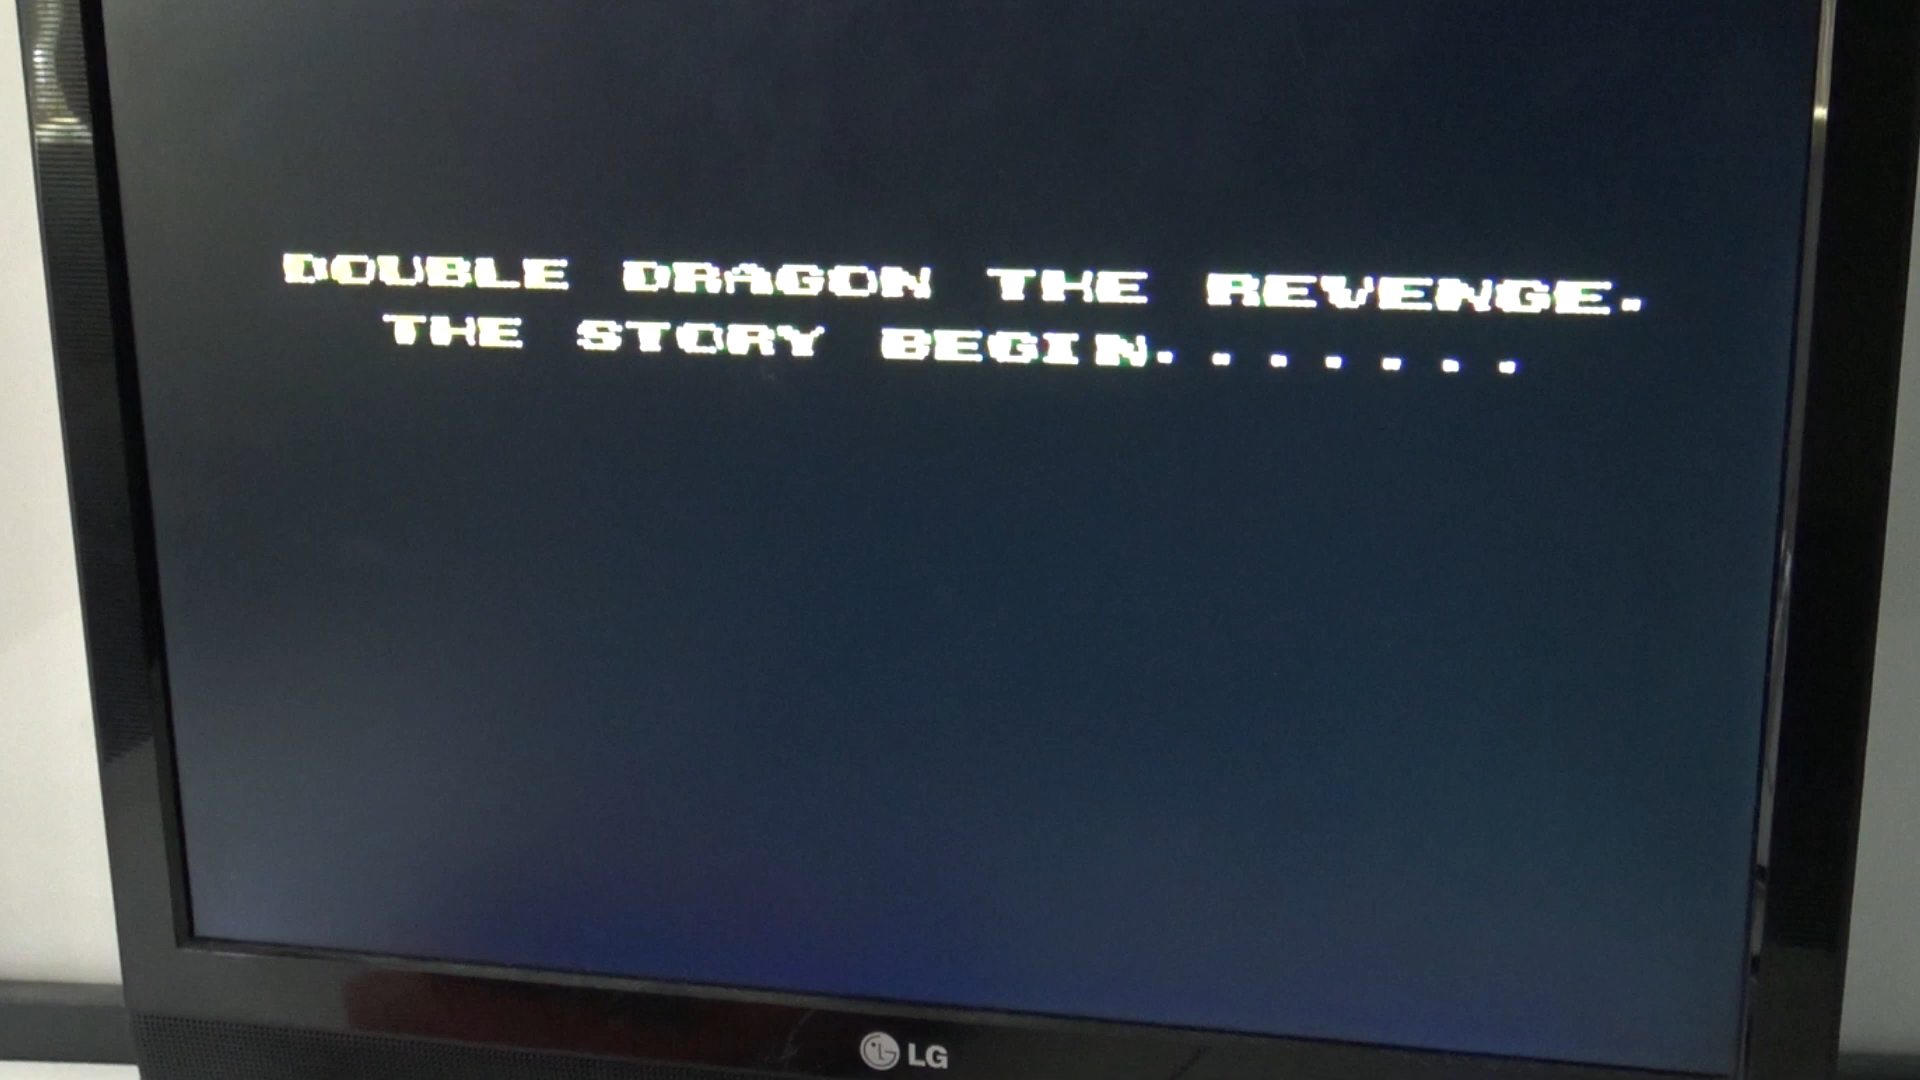 DOUBLE DRAGON THE REVENGE.
THE STORY BEGIN.......
LG